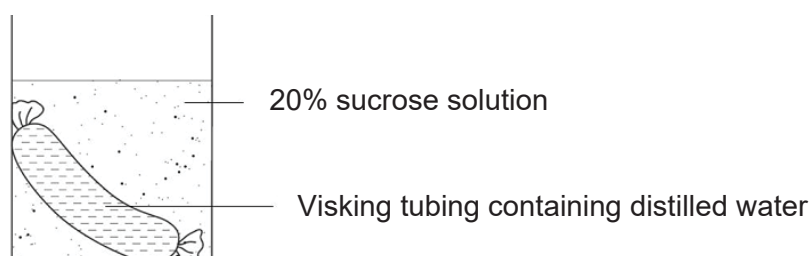 20% sucrose solution
Visking tubing containing distilled water